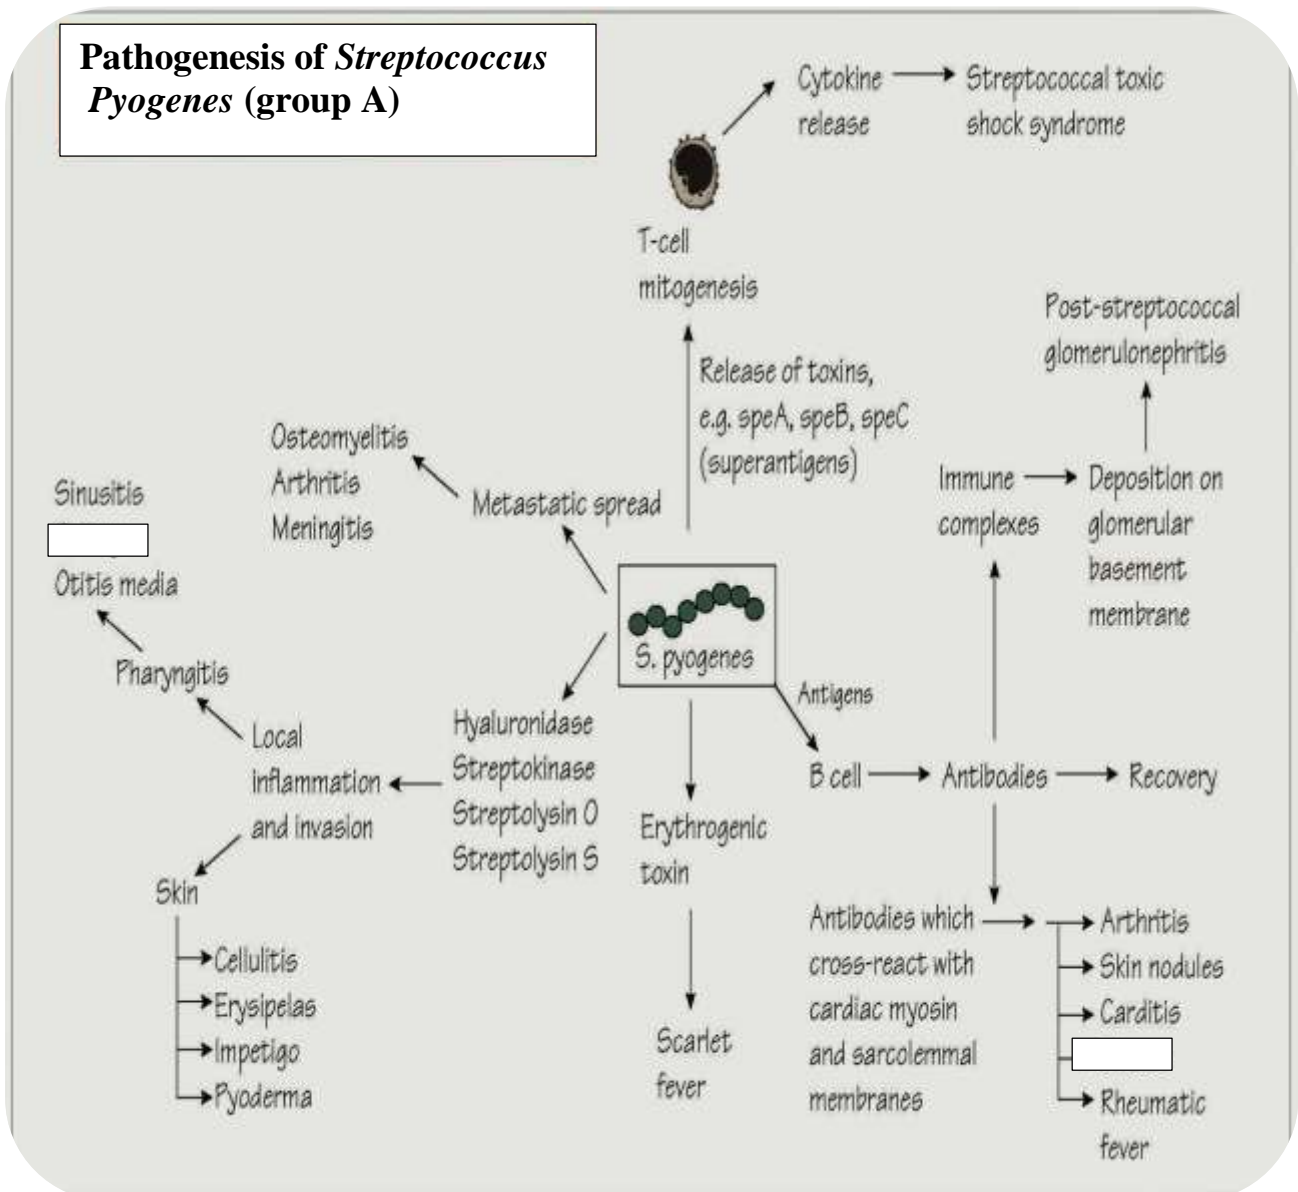 Pathogenesis of Streptococcus
Pyogenes (group A)
Cytokine
release
Streptococcal toxic
shock syndrome
T-cell
mitogenesis
Release of toxins,
e.g. speA, speB, speC
(superantigens)
Post-streptococcal
glomerulonephritis
Immune
complexes
Deposition on
glomerular
basement
membrane
Osteomyelitis
Arthritis
Meningitis
Metastatic spread
Sinusitis
Otitis media
Pharyngitis
S. pyogenes
Antigens
B cell
Antibodies
Recovery
Local
inflammation
and invasion
Hyaluronidase
Streptokinase
Streptolysin O
Streptolysin S
Erythrogenic
toxin
Scarlet
fever
Skin
Cellulitis
Erysipelas
Impetigo
Pyoderma
Antibodies which
cross-react with
cardiac myosin
and sarcolemmal
membranes
Arthritis
Skin nodules
Carditis
Rheumatic
fever